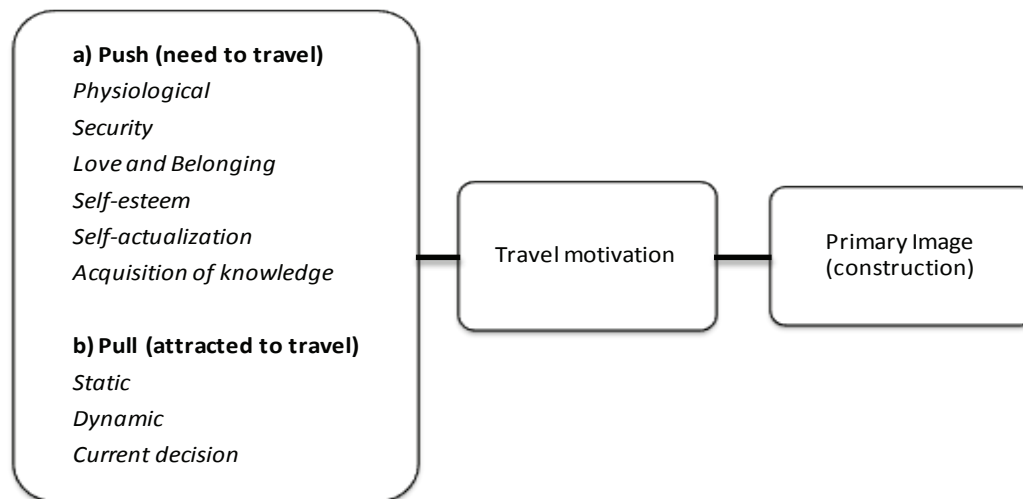 a) Push (need to travel)
Physiological
Security
Love and Belonging
Self-esteem
Self-actualization
Acquisition of knowledge
b) Pull (attracted to travel)
Static
Dynamic
Current decision
Travel motivation
Primary Image
(construction)